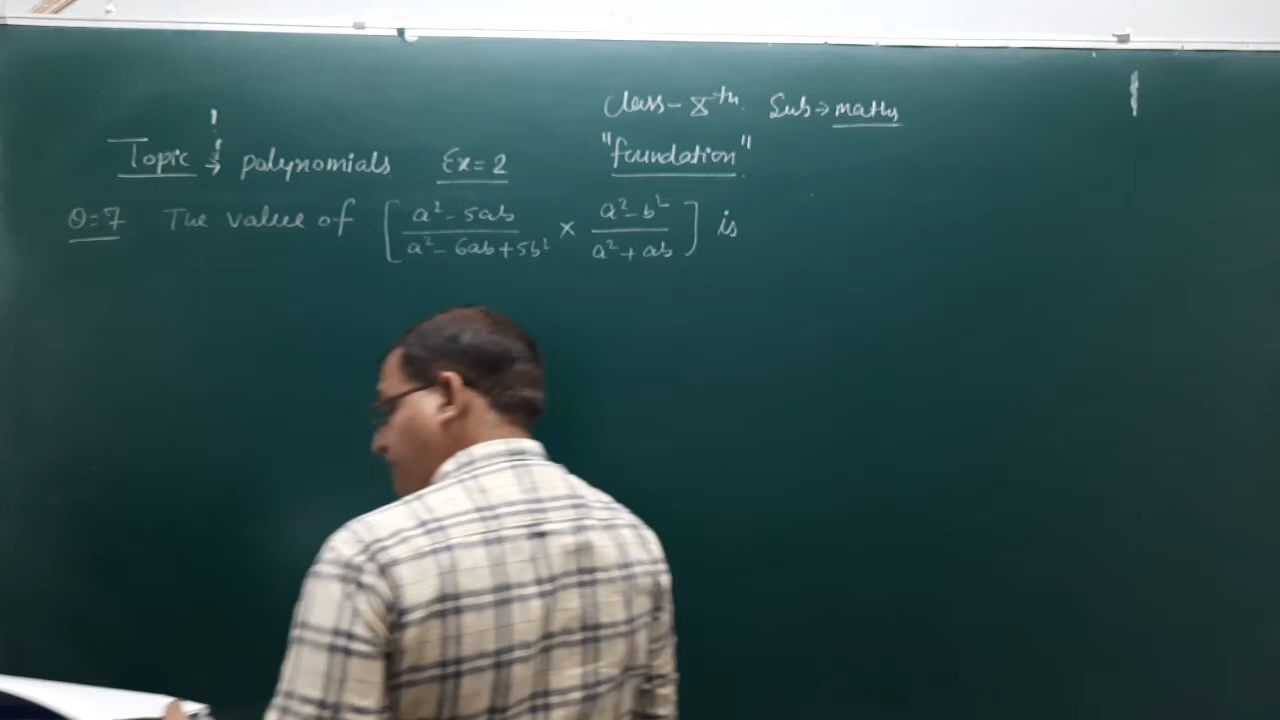 Class - 8th. Sub → maths
Topic → polynomials Ex = 2 "foundation"
Q=7 The value of [ (a² - 5ab)/(a² - 6ab + 5b²) × (a² - b²)/(a² + ab) ] is